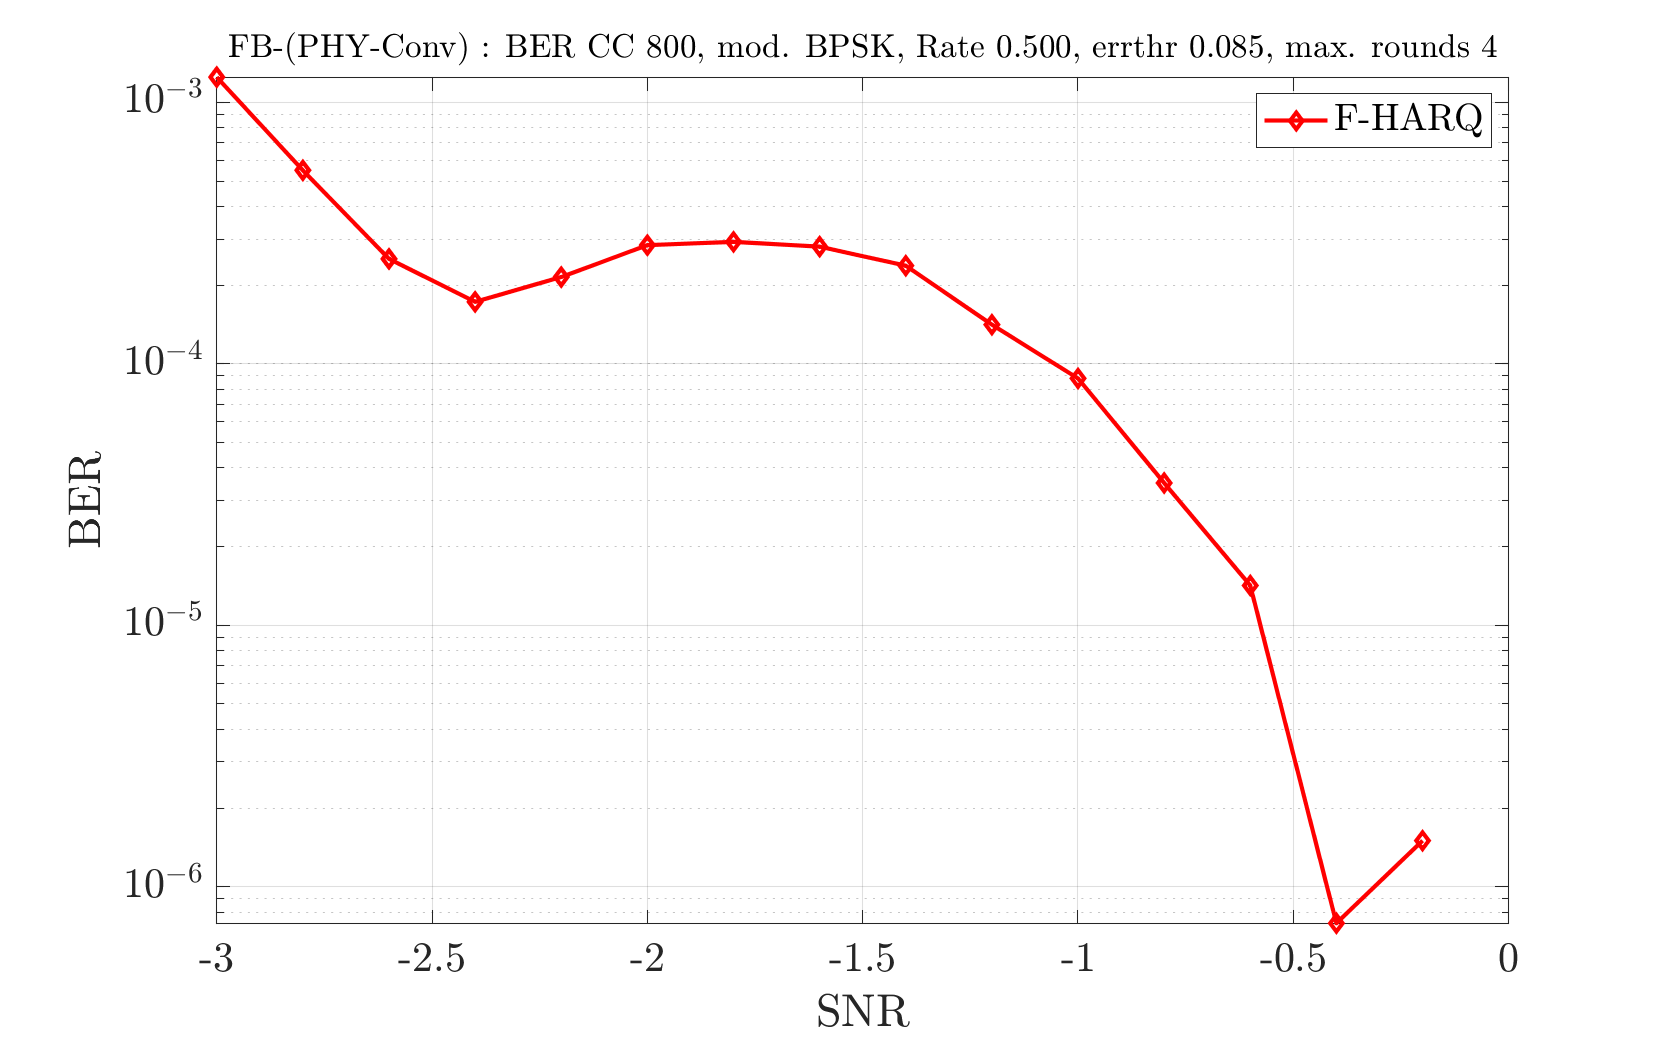 FB-(PHY-Conv) : BER CC 800, mod. BPSK, Rate 0.500, errthr 0.085, max. rounds 4
F-HARQ
10^{-3}
10^{-4}
10^{-5}
10^{-6}
BER
-3 -2.5 -2 -1.5 -1 -0.5 0
SNR